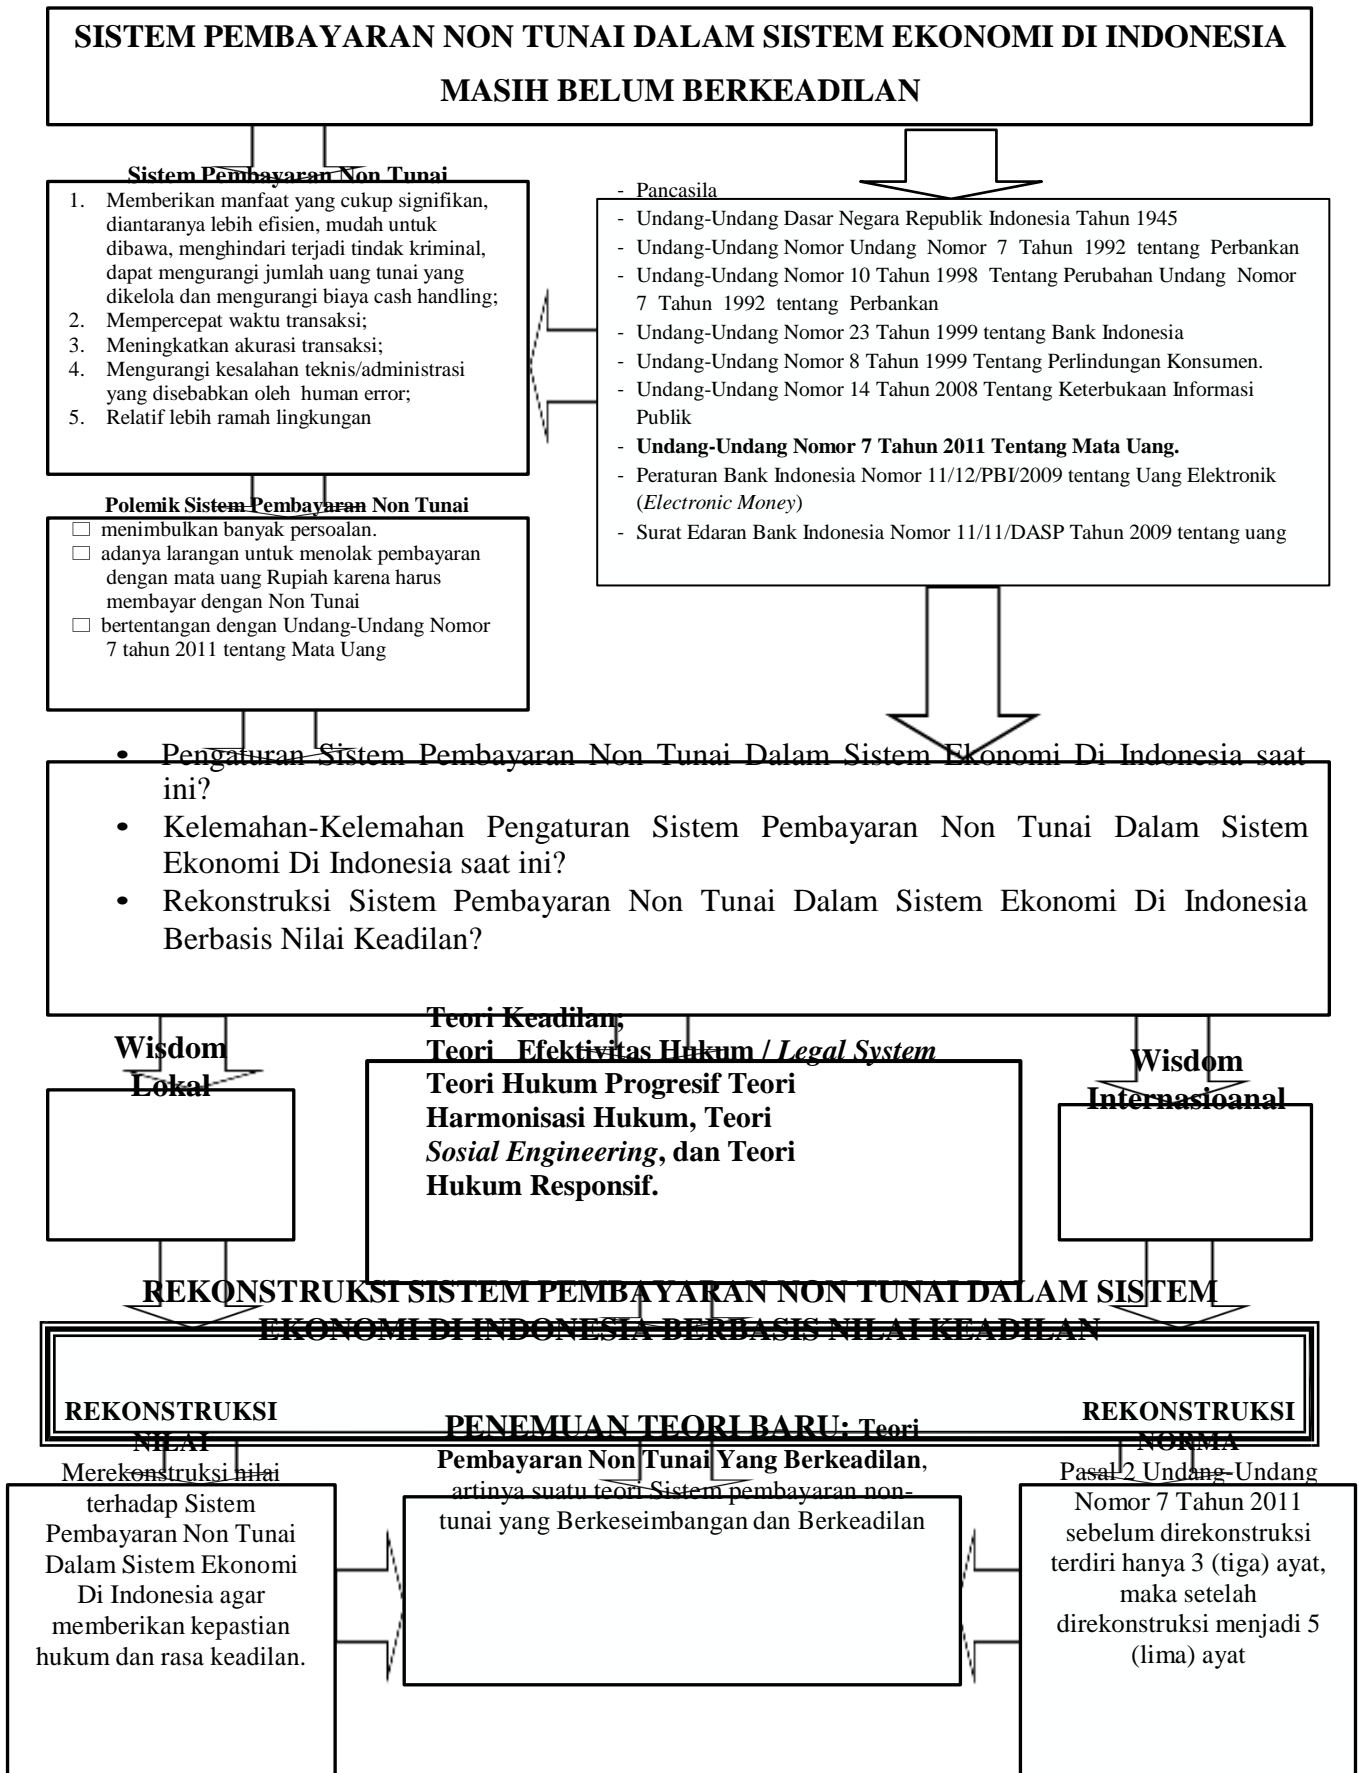 SISTEM PEMBAYARAN NON TUNAI DALAM SISTEM EKONOMI DI INDONESIA
MASIH BELUM BERKEADILAN
Sistem Pembayaran Non Tunai
1. Memberikan manfaat yang cukup signifikan,
diantaranya lebih efisien, mudah untuk
dibawa, menghindari terjadi tindak kriminal,
dapat mengurangi jumlah uang tunai yang
dikelola dan mengurangi biaya cash handling;
2. Mempercepat waktu transaksi;
3. Meningkatkan akurasi transaksi;
4. Mengurangi kesalahan teknis/administrasi
yang disebabkan oleh human error;
5. Relatif lebih ramah lingkungan
- Pancasila
- Undang-Undang Dasar Negara Republik Indonesia Tahun 1945
- Undang-Undang Nomor Undang Nomor 7 Tahun 1992 tentang Perbankan
- Undang-Undang Nomor 10 Tahun 1998 Tentang Perubahan Undang Nomor
7 Tahun 1992 tentang Perbankan
- Undang-Undang Nomor 23 Tahun 1999 tentang Bank Indonesia
- Undang-Undang Nomor 8 Tahun 1999 Tentang Perlindungan Konsumen.
- Undang-Undang Nomor 14 Tahun 2008 Tentang Keterbukaan Informasi
Publik
- Undang-Undang Nomor 7 Tahun 2011 Tentang Mata Uang.
- Peraturan Bank Indonesia Nomor 11/12/PBI/2009 tentang Uang Elektronik
(Electronic Money)
- Surat Edaran Bank Indonesia Nomor 11/11/DASP Tahun 2009 tentang uang
Polemik Sistem Pembayaran Non Tunai
□ menimbulkan banyak persoalan.
□ adanya larangan untuk menolak pembayaran
dengan mata uang Rupiah karena harus
membayar dengan Non Tunai
□ bertentangan dengan Undang-Undang Nomor
7 tahun 2011 tentang Mata Uang
• Pengaturan Sistem Pembayaran Non Tunai Dalam Sistem Ekonomi Di Indonesia saat
ini?
• Kelemahan-Kelemahan Pengaturan Sistem Pembayaran Non Tunai Dalam Sistem
Ekonomi Di Indonesia saat ini?
• Rekonstruksi Sistem Pembayaran Non Tunai Dalam Sistem Ekonomi Di Indonesia
Berbasis Nilai Keadilan?
Wisdom
Lokal
Teori Keadilan;
Teori Efektivitas Hukum / Legal System
Teori Hukum Progresif Teori
Harmonisasi Hukum, Teori
Sosial Engineering, dan Teori
Hukum Responsif.
Wisdom
Internasioanal
REKONSTRUKSI SISTEM PEMBAYARAN NON TUNAI DALAM SISTEM
EKONOMI DI INDONESIA BERBASIS NILAI KEADILAN
REKONSTRUKSI
NILAI
Merekonstruksi nilai
terhadap Sistem
Pembayaran Non Tunai
Dalam Sistem Ekonomi
Di Indonesia agar
memberikan kepastian
hukum dan rasa keadilan.
PENEMUAN TEORI BARU: Teori
Pembayaran Non Tunai Yang Berkeadilan,
artinya suatu teori Sistem pembayaran non-
tunai yang Berkeseimbangan dan Berkeadilan
REKONSTRUKSI
NORMA
Pasal 2 Undang-Undang
Nomor 7 Tahun 2011
sebelum direkonstruksi
terdiri hanya 3 (tiga) ayat,
maka setelah
direkonstruksi menjadi 5
(lima) ayat